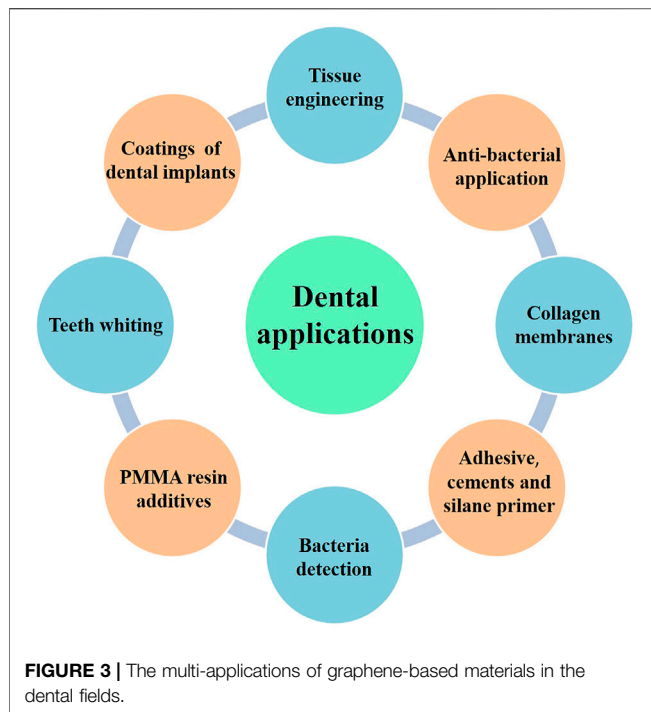 Tissue
engineering
Anti-bacterial
application
Collagen
membranes
Adhesive,
cements and
silane primer
Bacteria
detection
PMMA resin
additives
Teeth whiting
Coatings of
dental implants
Dental
applications
FIGURE 3 | The multi-applications of graphene-based materials in the
dental fields.